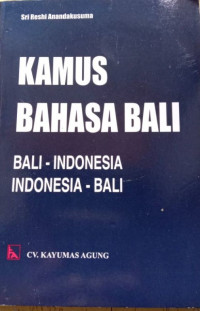 Sri Reshi Anandakusuma
KAMUS
BAHASA BALI
BALI - INDONESIA
INDONESIA - BALI
CV. KAYUMAS AGUNG